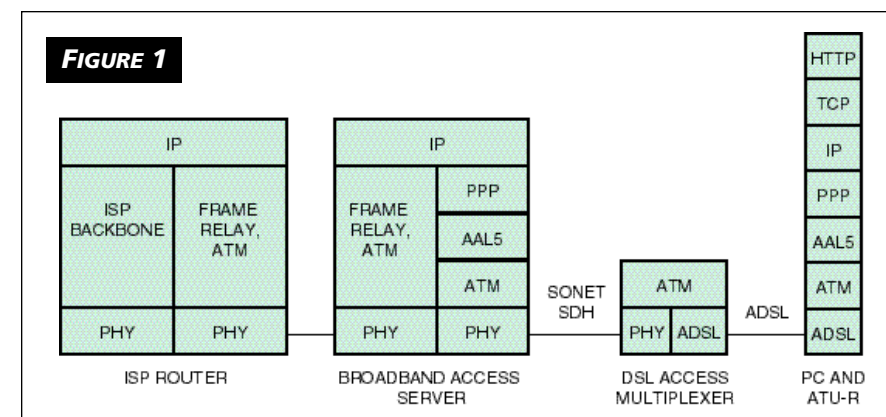 FIGURE 1
IP
ISP
BACKBONE
FRAME
RELAY,
ATM
PHY
PHY
ISP ROUTER
IP
FRAME
RELAY,
ATM
PPP
AAL5
ATM
PHY
PHY
BROADBAND ACCESS
SERVER
SONET
SDH
ATM
PHY
ADSL
DSL ACCESS
MULTIPLEXER
ADSL
HTTP
TCP
IP
PPP
AAL5
ATM
ADSL
PC AND
ATU-R